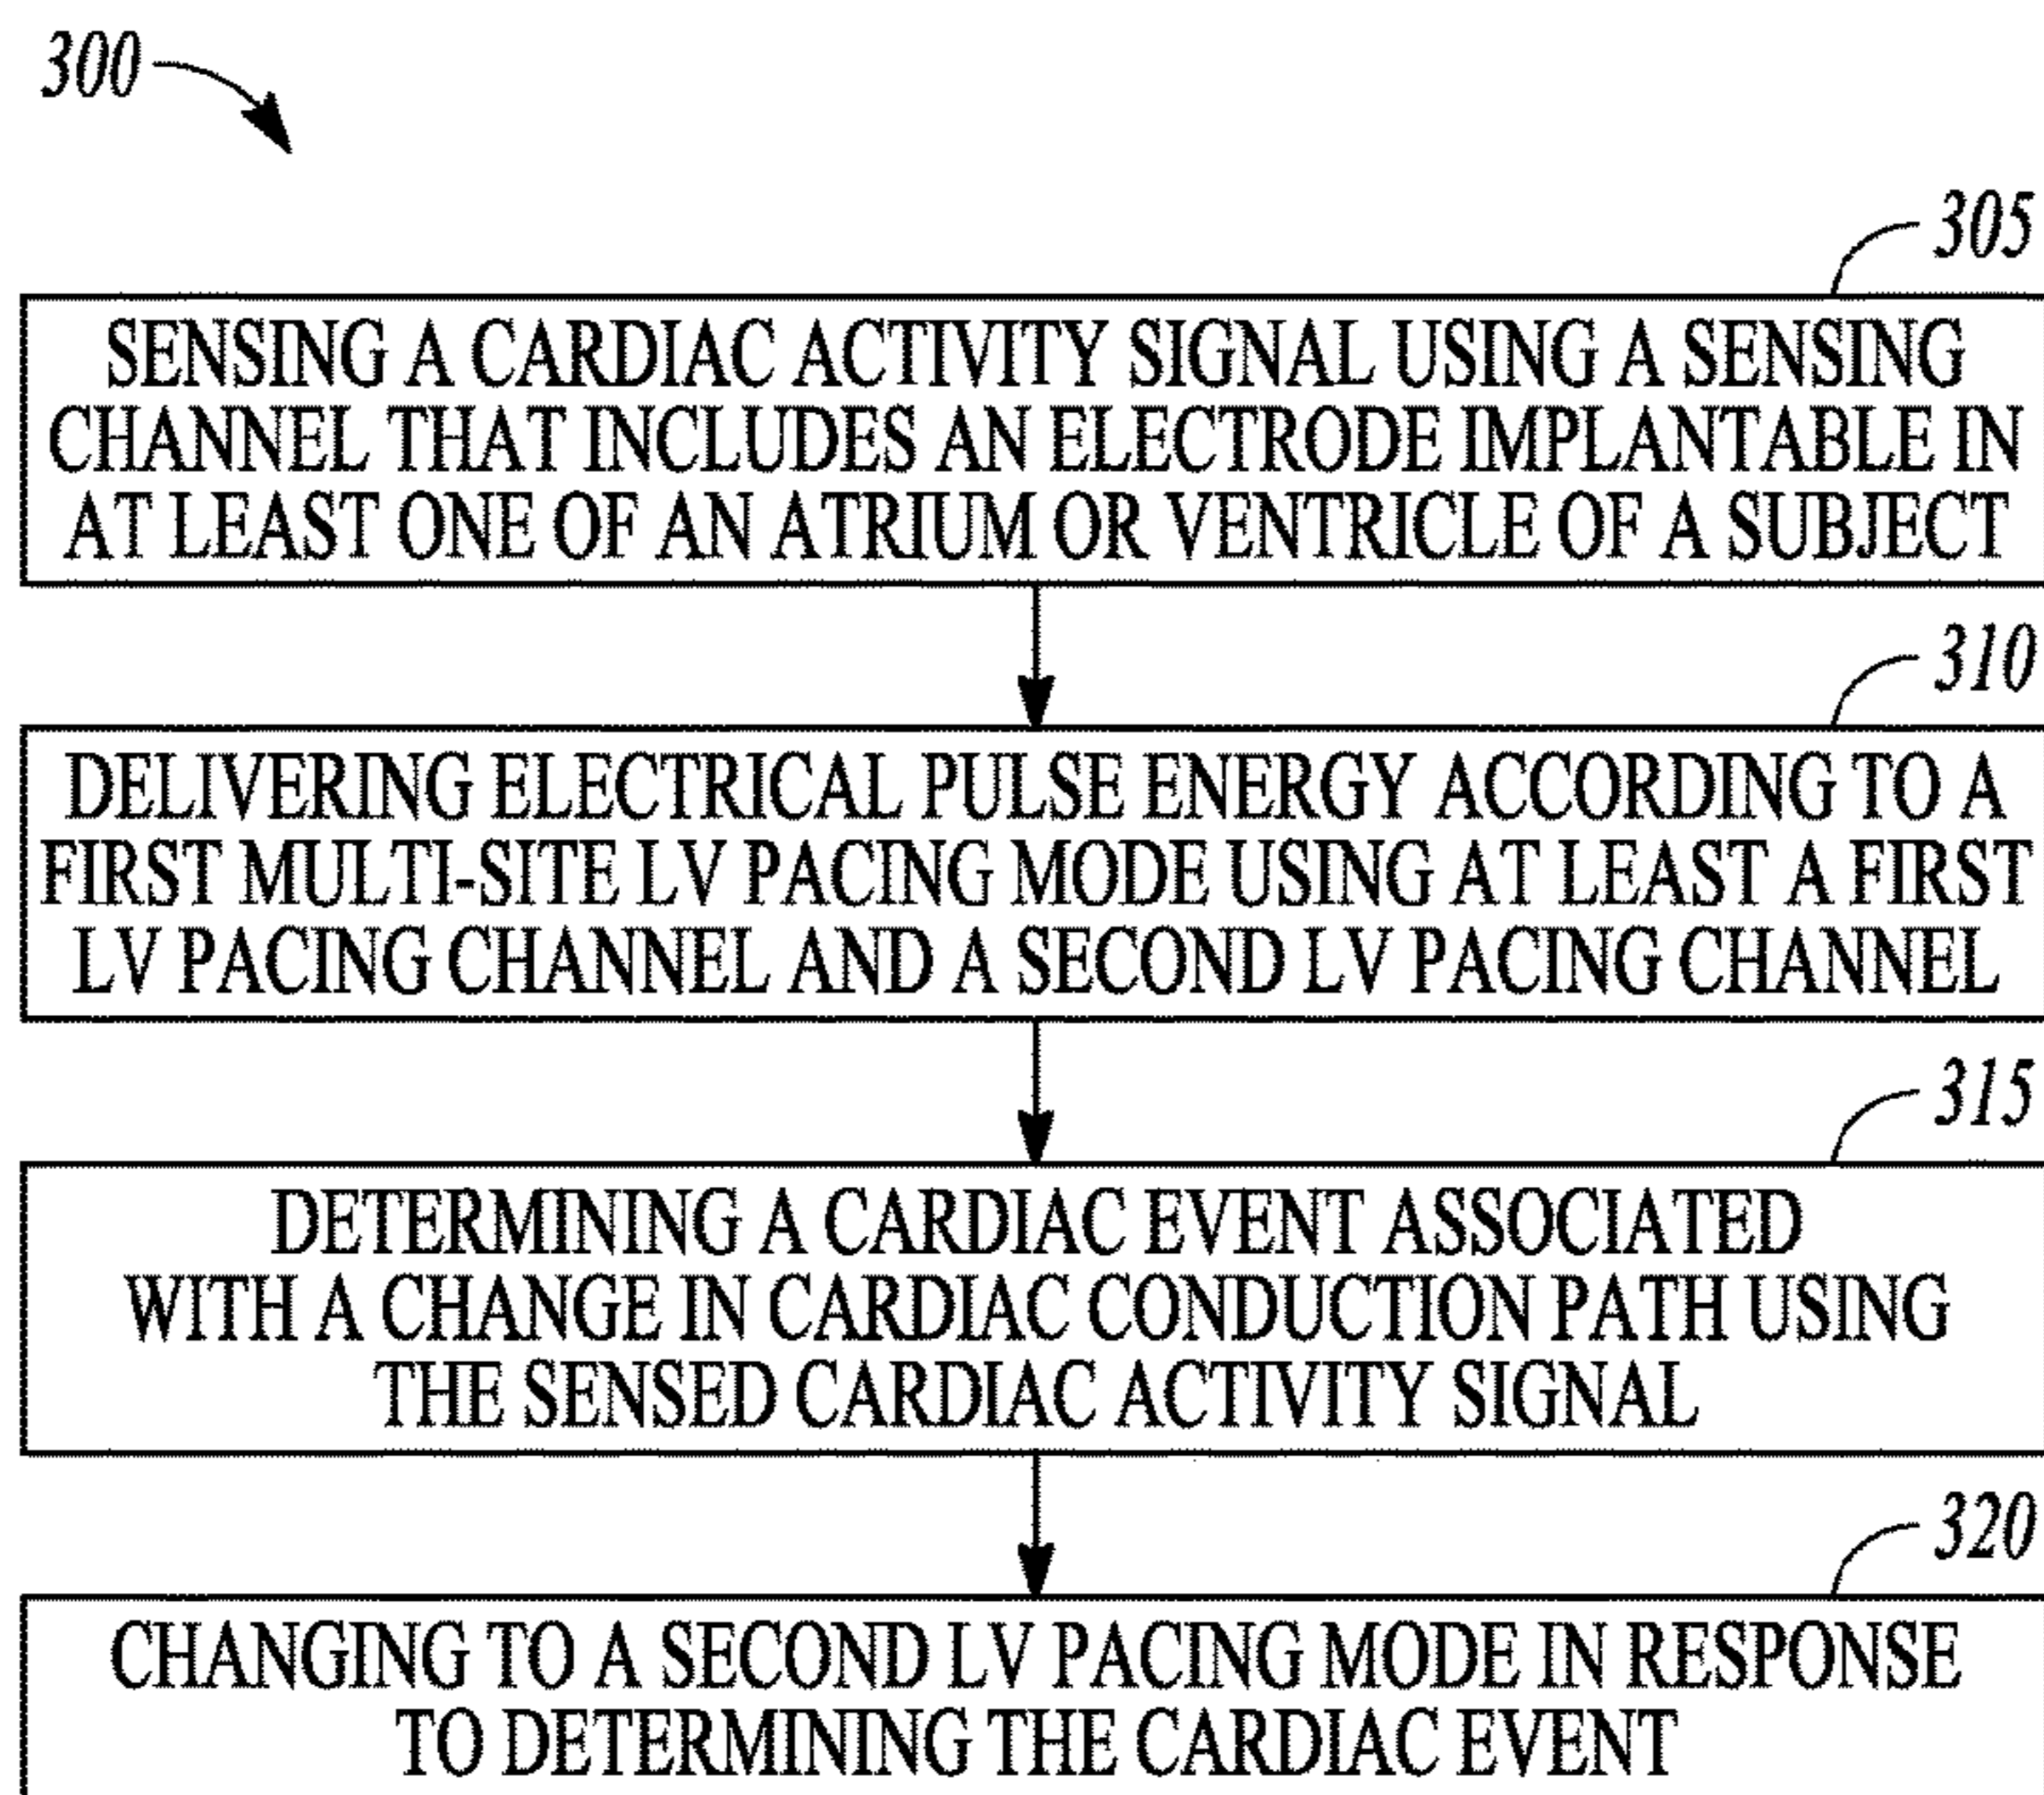 300
305
SENSING A CARDIAC ACTIVITY SIGNAL USING A SENSING
CHANNEL THAT INCLUDES AN ELECTRODE IMPLANTABLE IN
AT LEAST ONE OF AN ATRIUM OR VENTRICLE OF A SUBJECT
310
DELIVERING ELECTRICAL PULSE ENERGY ACCORDING TO A
FIRST MULTI-SITE LV PACING MODE USING AT LEAST A FIRST
LV PACING CHANNEL AND A SECOND LV PACING CHANNEL
315
DETERMINING A CARDIAC EVENT ASSOCIATED
WITH A CHANGE IN CARDIAC CONDUCTION PATH USING
THE SENSED CARDIAC ACTIVITY SIGNAL
320
CHANGING TO A SECOND LV PACING MODE IN RESPONSE
TO DETERMINING THE CARDIAC EVENT